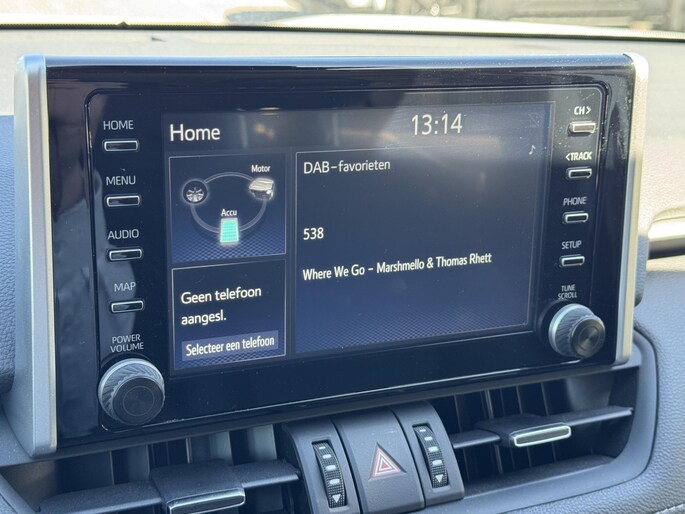 HOME
MENU
AUDIO
MAP
POWER
VOLUME
Home
13:14
Motor
Accu
Geen telefoon
aangesl.
Selecteer een telefoon
DAB-favorieten
538
Where We Go - Marshmello & Thomas Rhett
CH>
<TRACK
PHONE
SETUP
TUNE
SCROLL